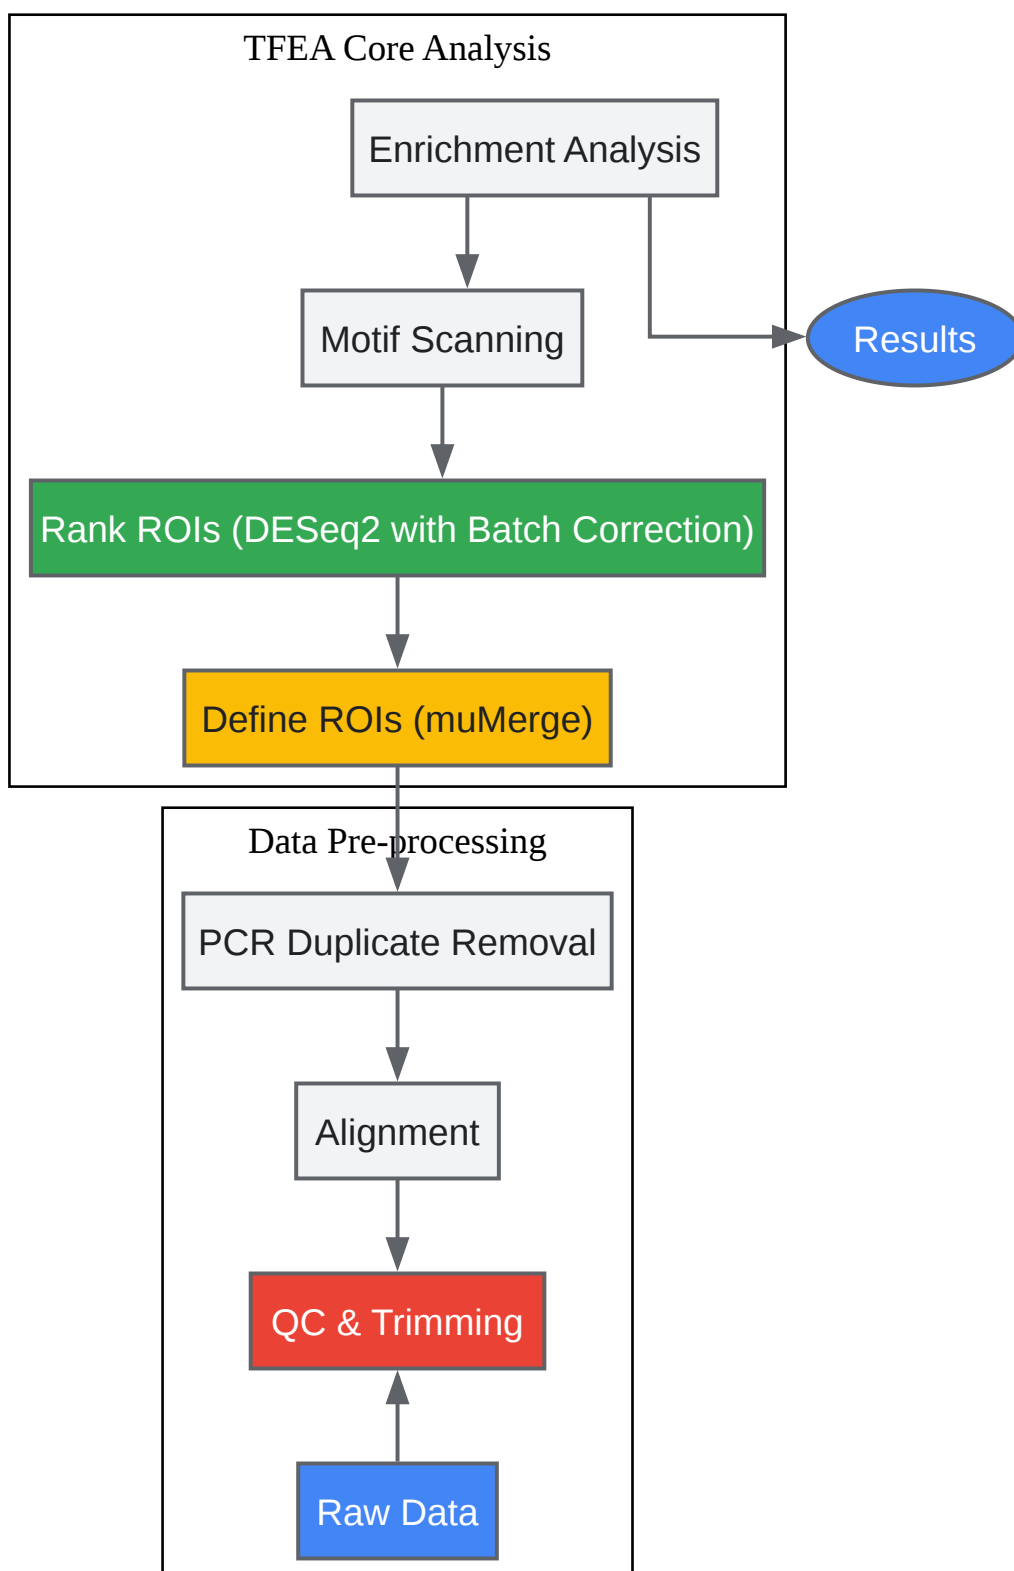 TFEA Core Analysis
Enrichment Analysis
Motif Scanning
Results
Rank ROIs (DESeq2 with Batch Correction)
Define ROIs (muMerge)
Data Pre-processing
PCR Duplicate Removal
Alignment
QC & Trimming
Raw Data